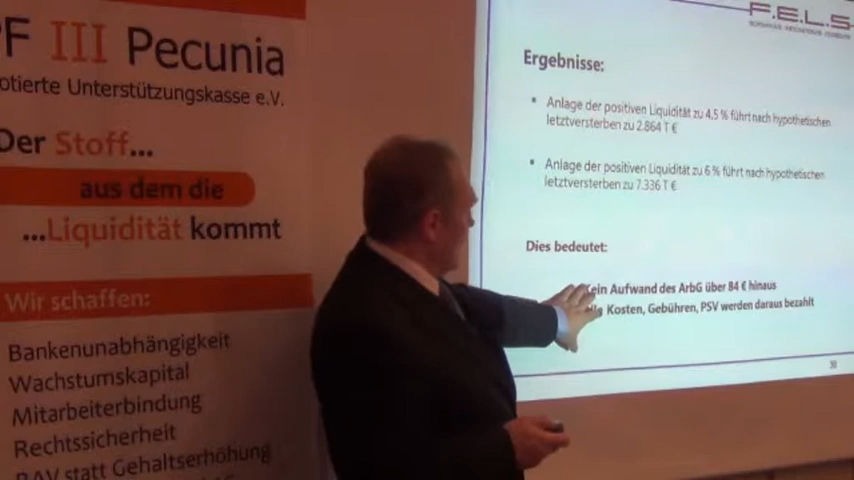 PF III Pecunia
otierte Unterstützungskasse e.V.
Der Stoff...
aus dem die
...Liquidität kommt
Wir schaffen:
Bankenunabhängigkeit
Wachstumskapital
Mitarbeiterbindung
Rechtssicherheit
BAV statt Gehaltserhöhung
F.E.L.S
Ergebnisse:
• Anlage der positiven Liquidität zu 4,5 % führt nach hypothetischen
letztversterben zu 2.864 T €
• Anlage der positiven Liquidität zu 6 % führt nach hypothetischen
letztversterben zu 7.336 T €
Dies bedeutet:
Kein Aufwand des ArbG über 84 € hinaus
Kosten, Gebühren, PSV werden daraus bezahlt